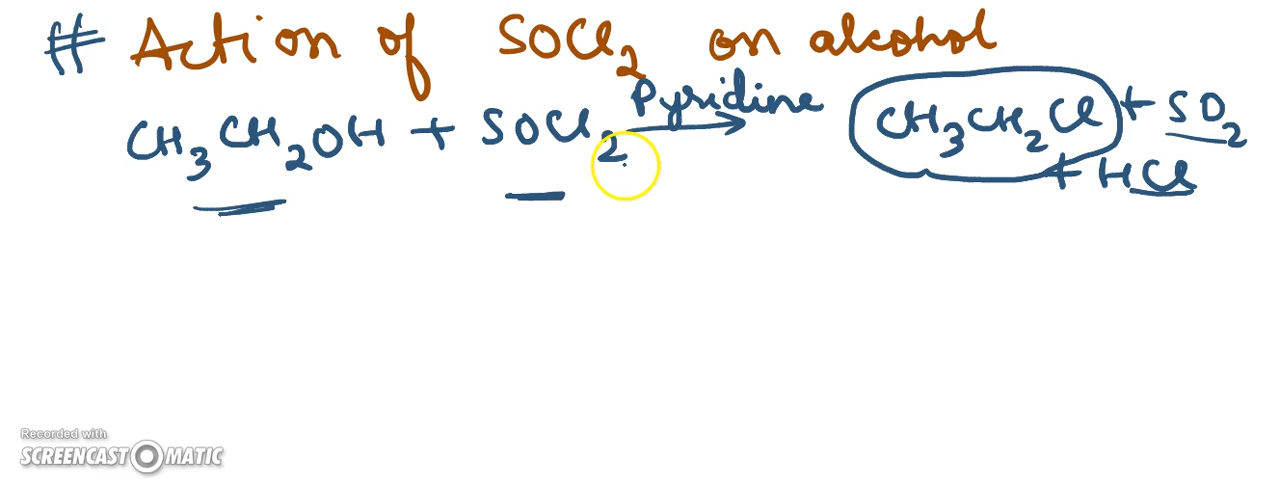 # Action of SOCl₂ on alcohol
CH₃CH₂OH + SOCl₂ Pyridine → CH₃CH₂Cl + SO₂
+ HCl
Recorded with
SCREENCAST MATIC